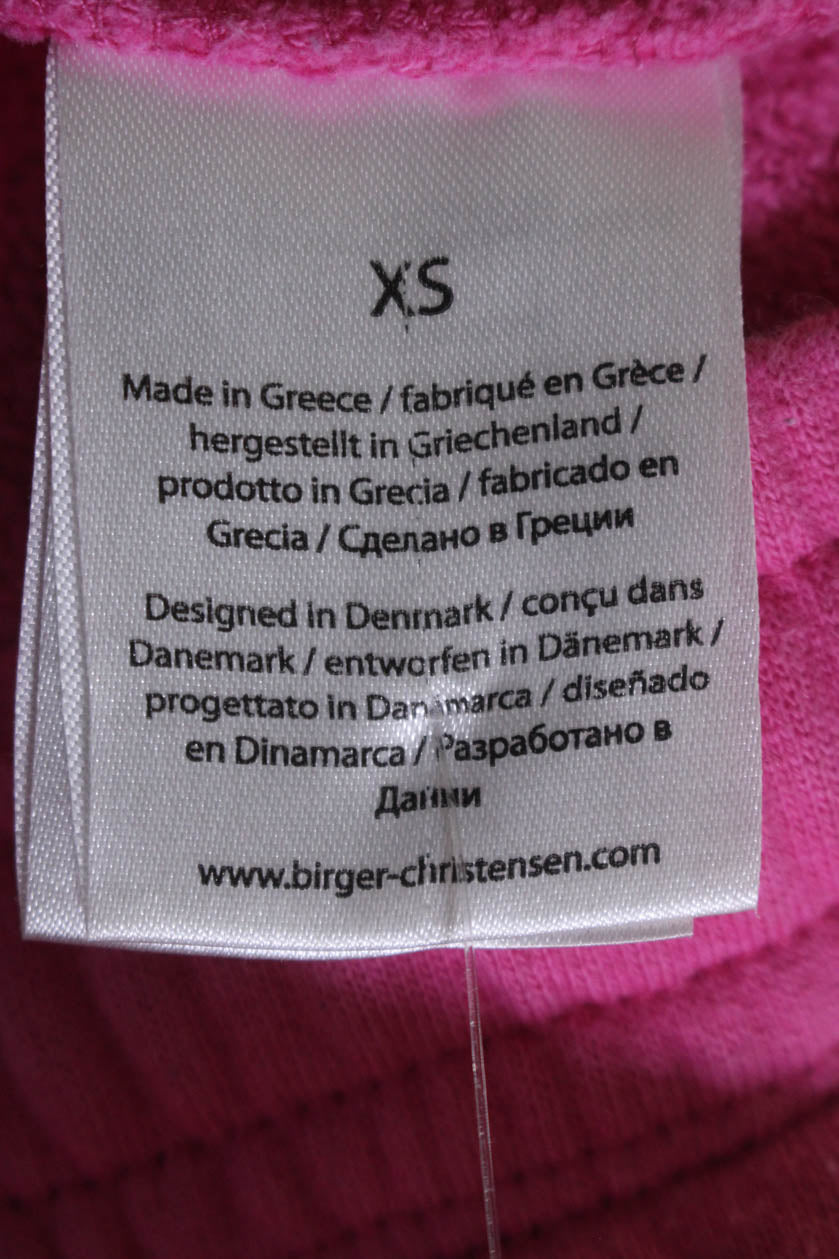 XS
Made in Greece / fabriqué en Grèce /
hergestellt in Griechenland /
prodotto in Grecia / fabricado en
Grecia / Сделано в Греции
Designed in Denmark / conçu dans
Danemark / entworfen in Dänemark /
progettato in Danimarca / diseñado
en Dinamarca / Разработано в
Дании
www.birger-christensen.com